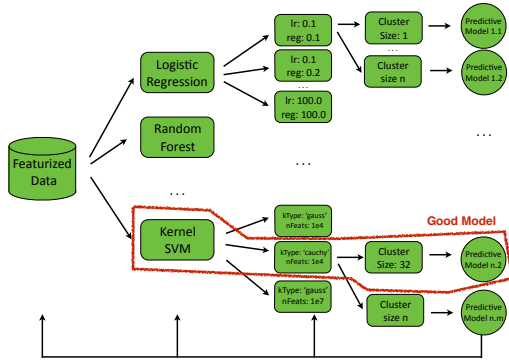 Featurized
Data
Logistic
Regression
Random
Forest
...
Kernel
SVM
lr: 0.1
reg: 0.1
lr: 0.1
reg: 0.2
...
lr: 100.0
reg: 100.0
...
kType: 'gauss'
nFeats: 1e4
kType: 'cauchy'
nFeats: 1e4
kType: 'gauss'
nFeats: 1e7
Cluster
Size: 1
...
Cluster
size n
Good Model
Cluster
Size: 32
Cluster
size n
Predictive
Model 1.1
Predictive
Model 1.2
...
Predictive
Model n.2
Predictive
Model n.m